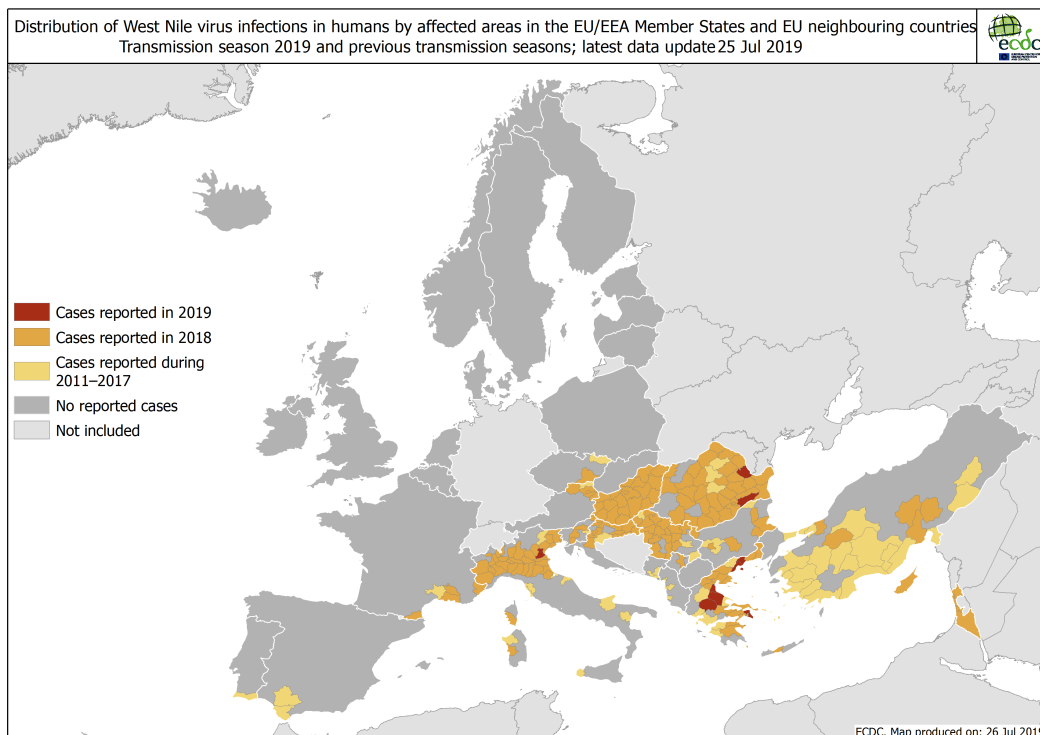 Distribution of West Nile virus infections in humans by affected areas in the EU/EEA Member States and EU neighbouring countries
Transmission season 2019 and previous transmission seasons; latest data update 25 Jul 2019
ecdc
Cases reported in 2019
Cases reported in 2018
Cases reported during
2011–2017
No reported cases
Not included
ECDC. Map produced on: 26 Jul 2019